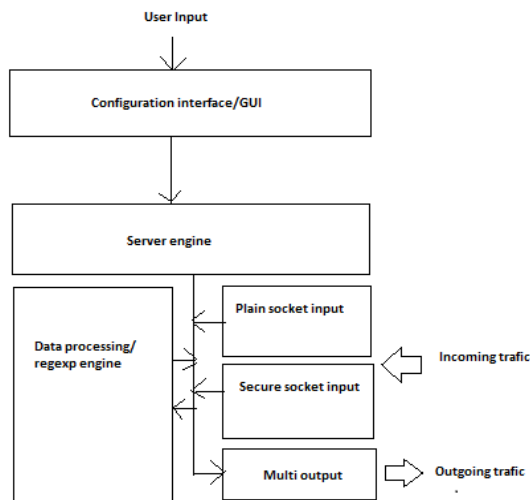 User Input
Configuration interface/GUI
Server engine
Plain socket input
Data processing/
regexp engine
Incoming trafic
Secure socket input
Multi output
Outgoing trafic